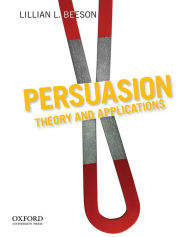 LILLIAN L. BEESON
PERSUASION
THEORY AND APPLICATIONS
OXFORD
UNIVERSITY PRESS